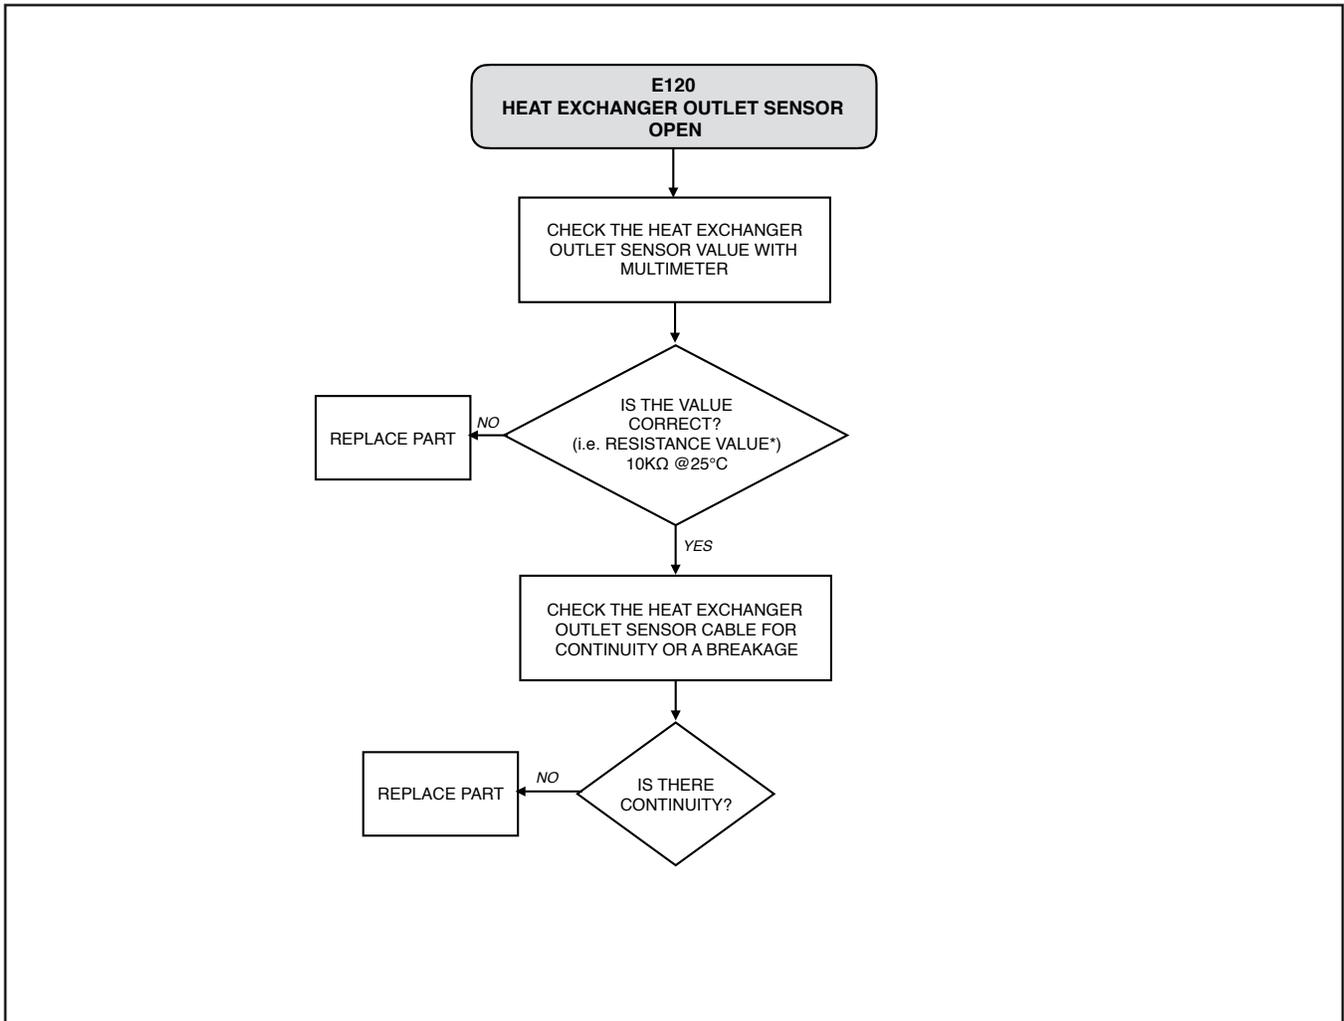 E120
HEAT EXCHANGER OUTLET SENSOR
OPEN
CHECK THE HEAT EXCHANGER
OUTLET SENSOR VALUE WITH
MULTIMETER
IS THE VALUE
CORRECT?
(i.e. RESISTANCE VALUE*)
10KΩ @25°C
NO
REPLACE PART
YES
CHECK THE HEAT EXCHANGER
OUTLET SENSOR CABLE FOR
CONTINUITY OR A BREAKAGE
IS THERE
CONTINUITY?
NO
REPLACE PART